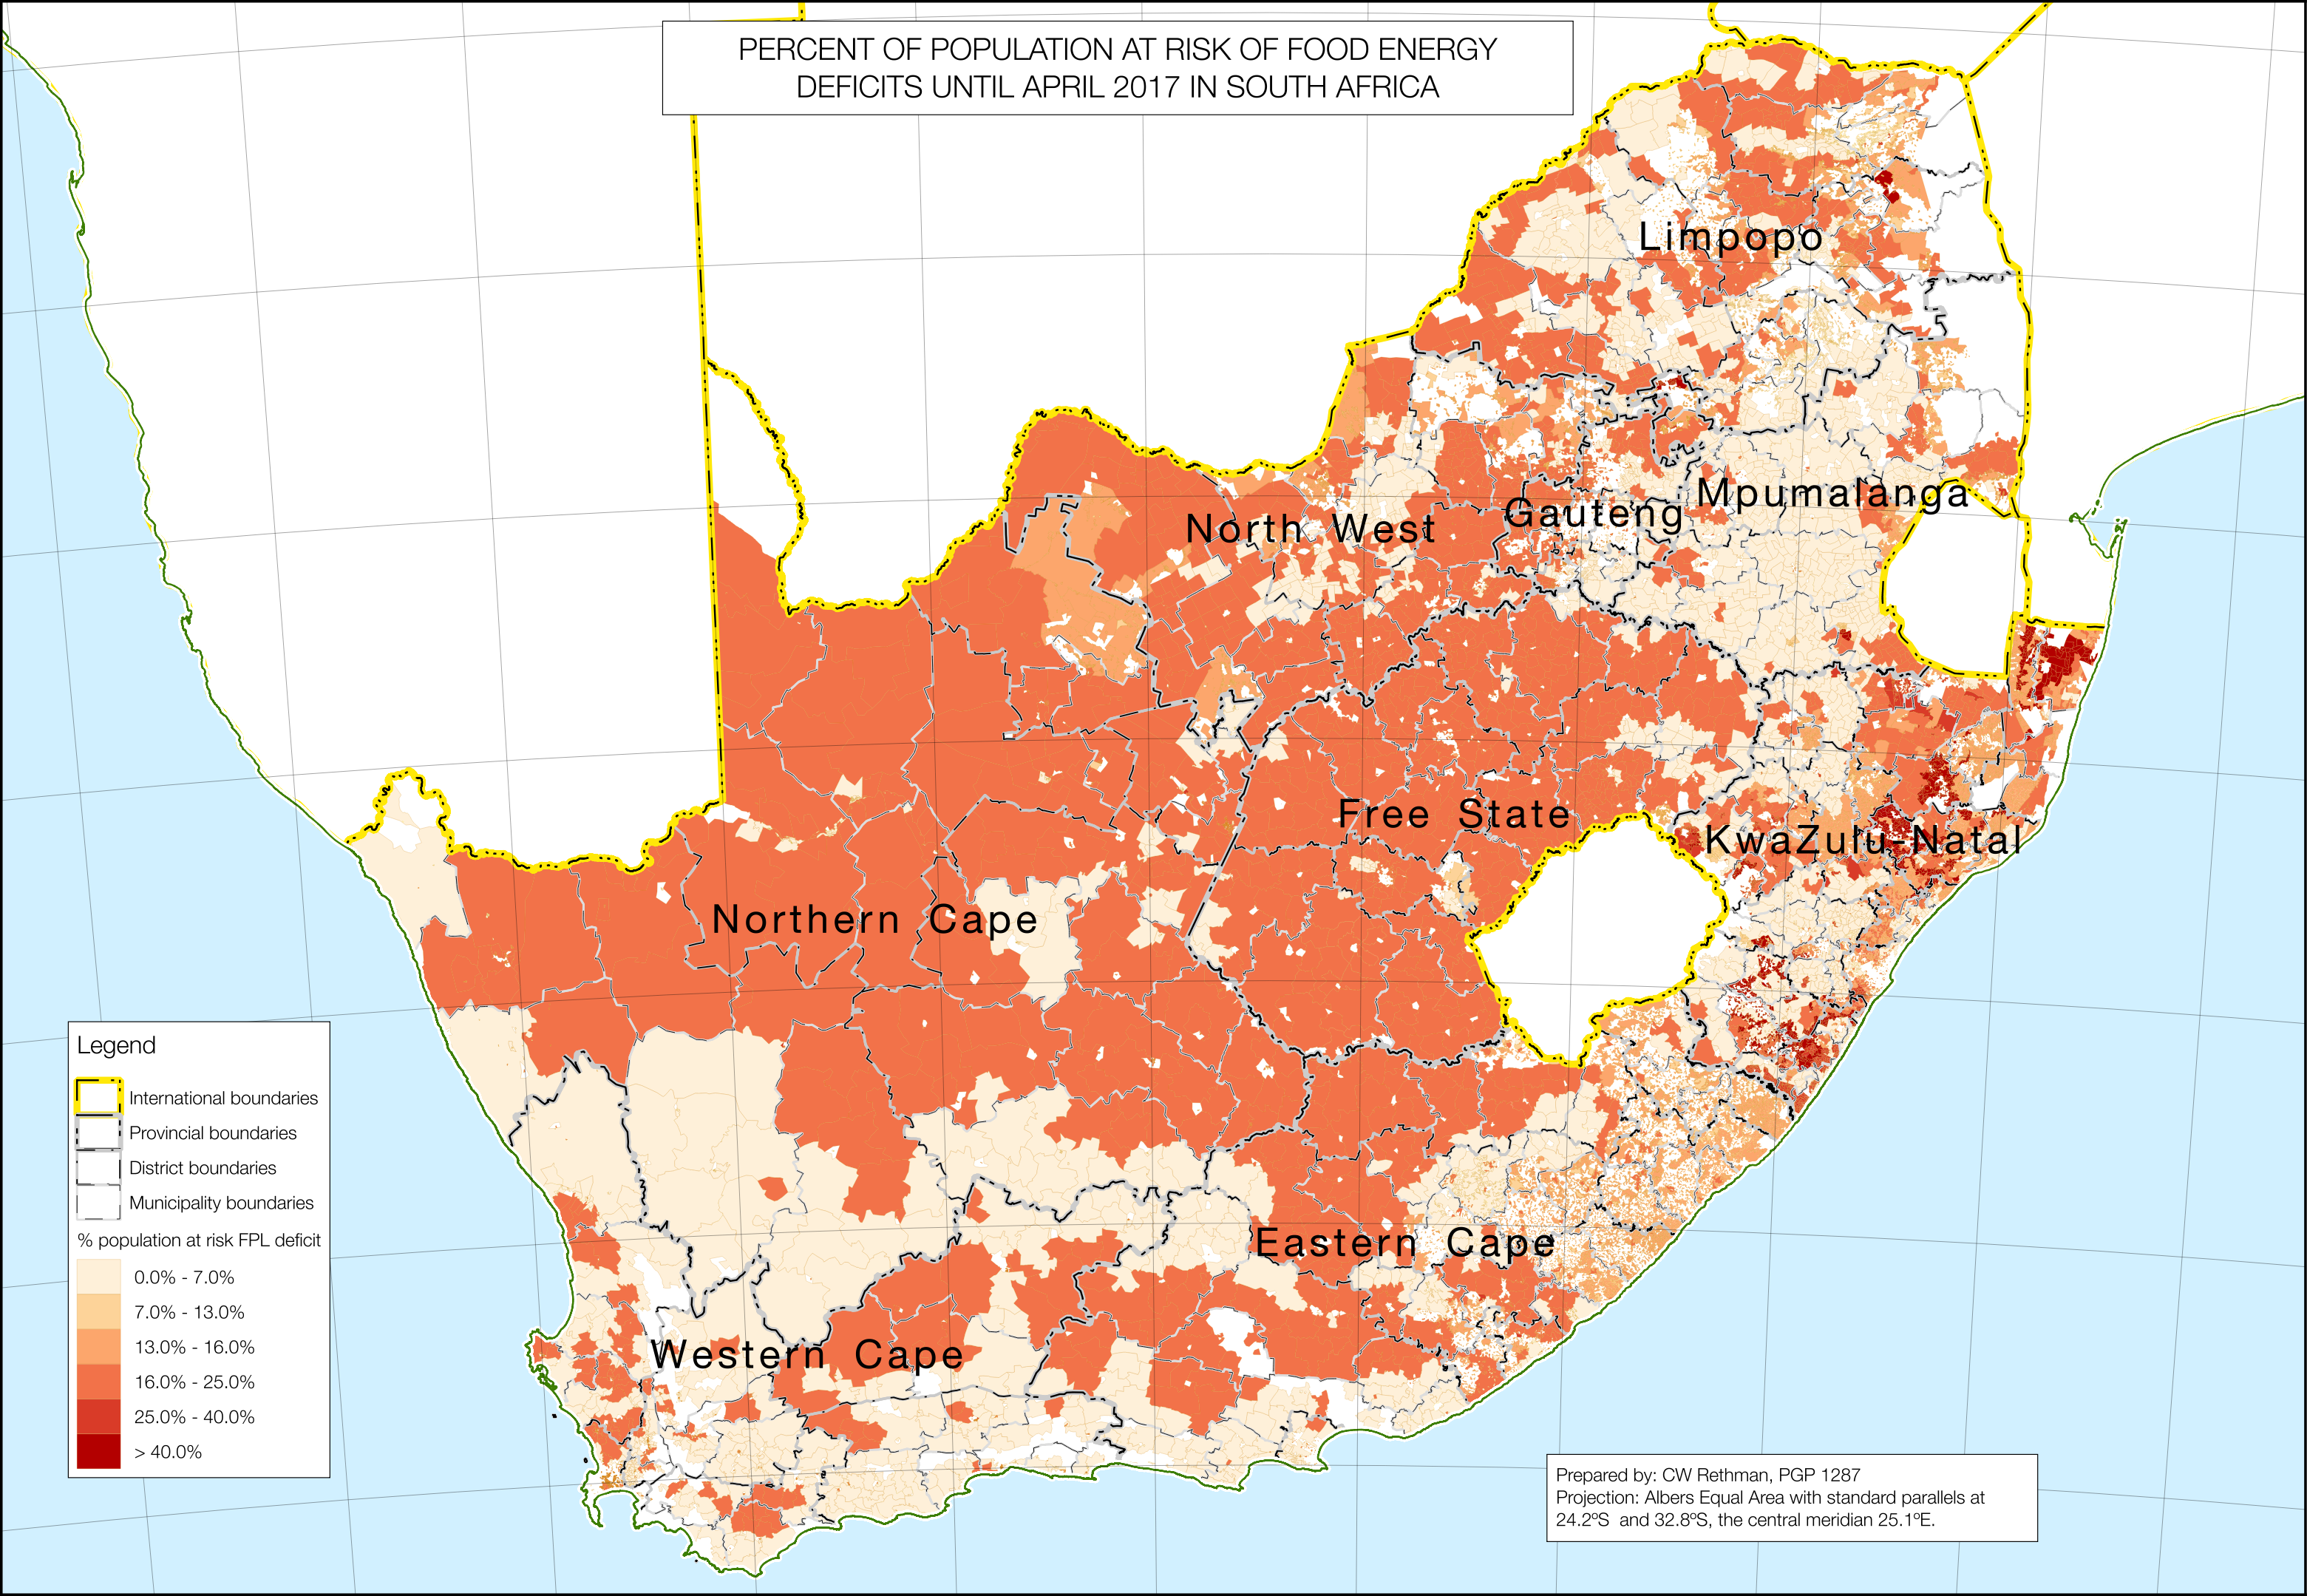 PERCENT OF POPULATION AT RISK OF FOOD ENERGY
DEFICITS UNTIL APRIL 2017 IN SOUTH AFRICA
Limpopo
Mpumalanga
Gauteng
North West
Free State
KwaZulu-Natal
Northern Cape
Eastern Cape
Western Cape
Legend
International boundaries
Provincial boundaries
District boundaries
Municipality boundaries
% population at risk FPL deficit
0.0% - 7.0%
7.0% - 13.0%
13.0% - 16.0%
16.0% - 25.0%
25.0% - 40.0%
> 40.0%
Prepared by: CW Rethman, PGP 1287
Projection: Albers Equal Area with standard parallels at
24.2ºS and 32.8ºS, the central meridian 25.1ºE.